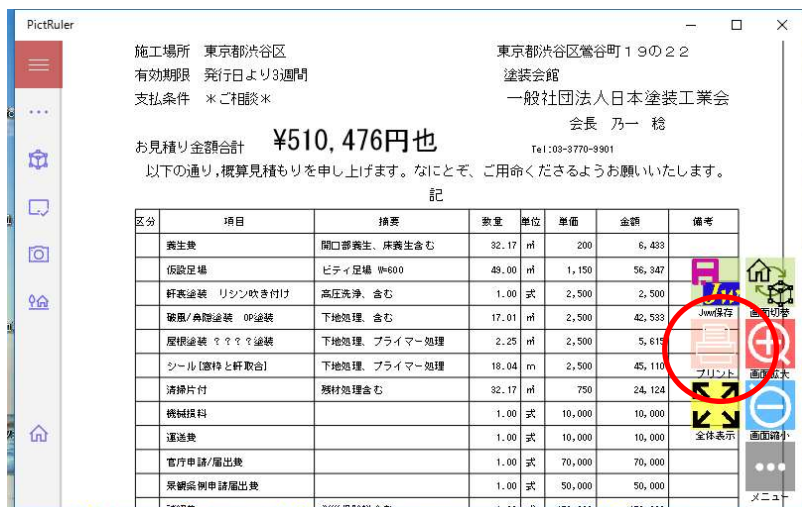 PictRuler
施工場所 東京都渋谷区
東京都渋谷区鶯谷町19の22
有効期限 発行日より3週間
塗装会館
支払条件 *ご相談*
一般社団法人日本塗装工業会
会長 乃一 稔
お見積り金額合計 ¥510,476円也
Tel:03-3770-9901
以下の通り,概算見積もりを申し上げます。なにとぞ、ご用命くださるようお願いいたします。
記
区分 項目 摘要 数量 単位 単価 金額 備考
養生費 開口部養生、床養生含む 32.17 ㎡ 200 6,433
仮設足場 ビティ足場 W=600 49.00 ㎡ 1,150 56,347
軒裏塗装 リシン吹き付け 高圧洗浄、含む 1.00 式 2,500 2,500
破風/鼻隠塗装 OP塗装 下地処理、含む 17.01 ㎡ 2,500 42,533
屋根塗装 ????塗装 下地処理、プライマー処理 2.25 ㎡ 2,500 5,615
シール[窓枠と軒取合] 下地処理、プライマー処理 18.04 m 2,500 45,110
清掃片付 残材処理含む 32.17 ㎡ 750 24,124
機械損料 1.00 式 10,000 10,000
運送費 1.00 式 10,000 10,000
官庁申請/届出費 1.00 式 70,000 70,000
景観条例申請届出費 1.00 式 50,000 50,000
Jww
Jww保存
画面切替
プリント
画面拡大
全体表示
画面縮小
メニュー